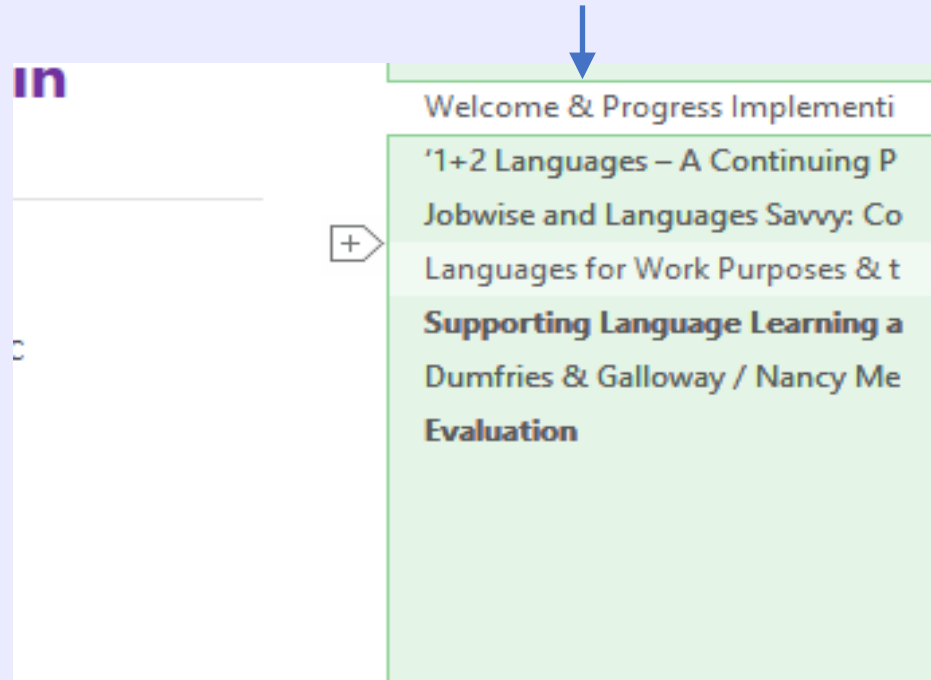 in
Welcome & Progress Implementi
'1+2 Languages – A Continuing P
Jobwise and Languages Savvy: Co
Languages for Work Purposes & t
Supporting Language Learning a
c
Dumfries & Galloway / Nancy Me
Evaluation